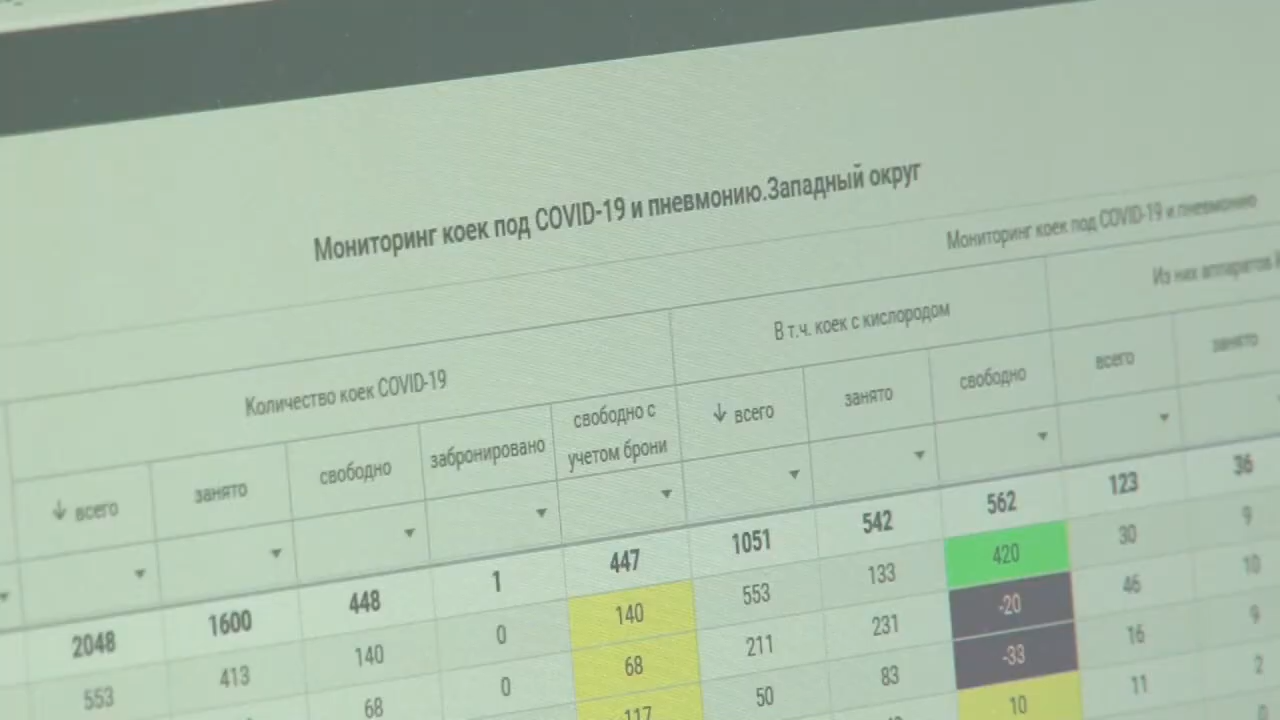 Мониторинг коек под COVID-19 и пневмонию.Западный округ
Мониторинг коек под COVID-19 и пневмонию
Количество коек COVID-19 В т.ч. коек с кислородом Из них аппаратов
всего занято свободно забронировано свободно с учетом брони всего занято свободно всего занято
2048 1600 448 1 447 1051 542 562 123 36
553 413 140 0 140 553 133 420 30 9
68 0 68 211 231 -20 46 10
117 50 83 -33 16 9
10 11 2